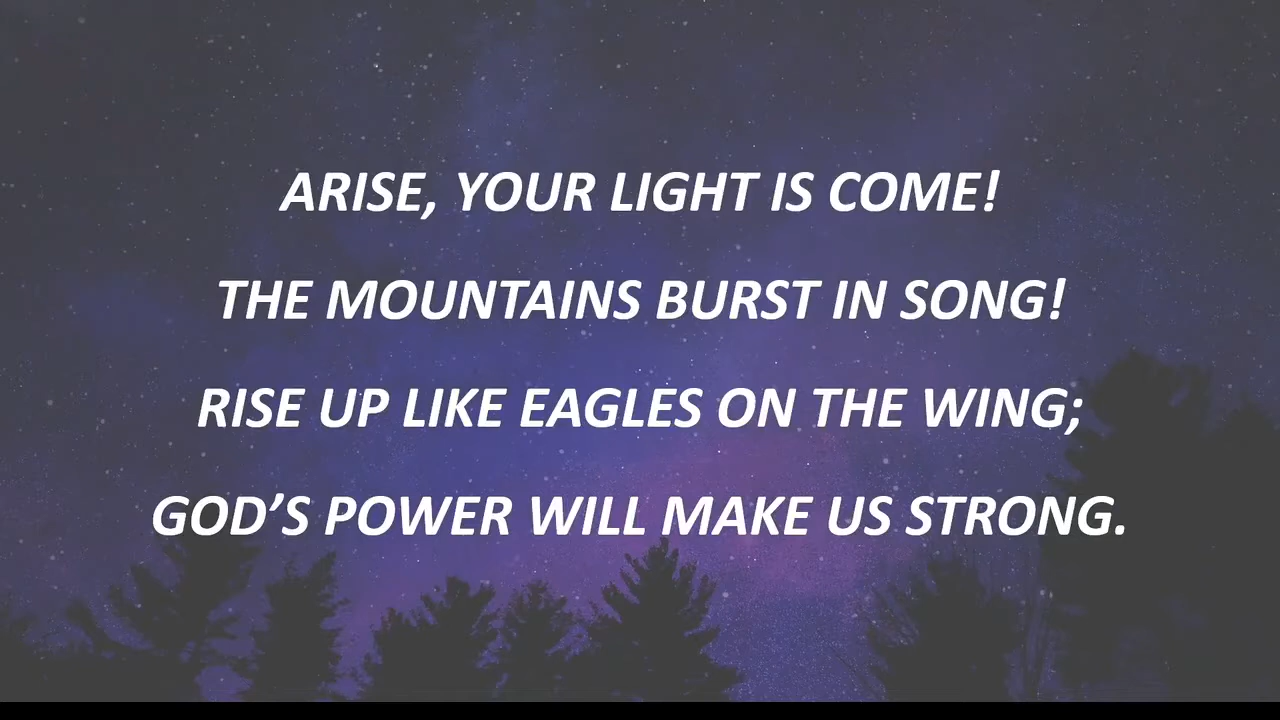 ARISE, YOUR LIGHT IS COME!
THE MOUNTAINS BURST IN SONG!
RISE UP LIKE EAGLES ON THE WING;
GOD’S POWER WILL MAKE US STRONG.